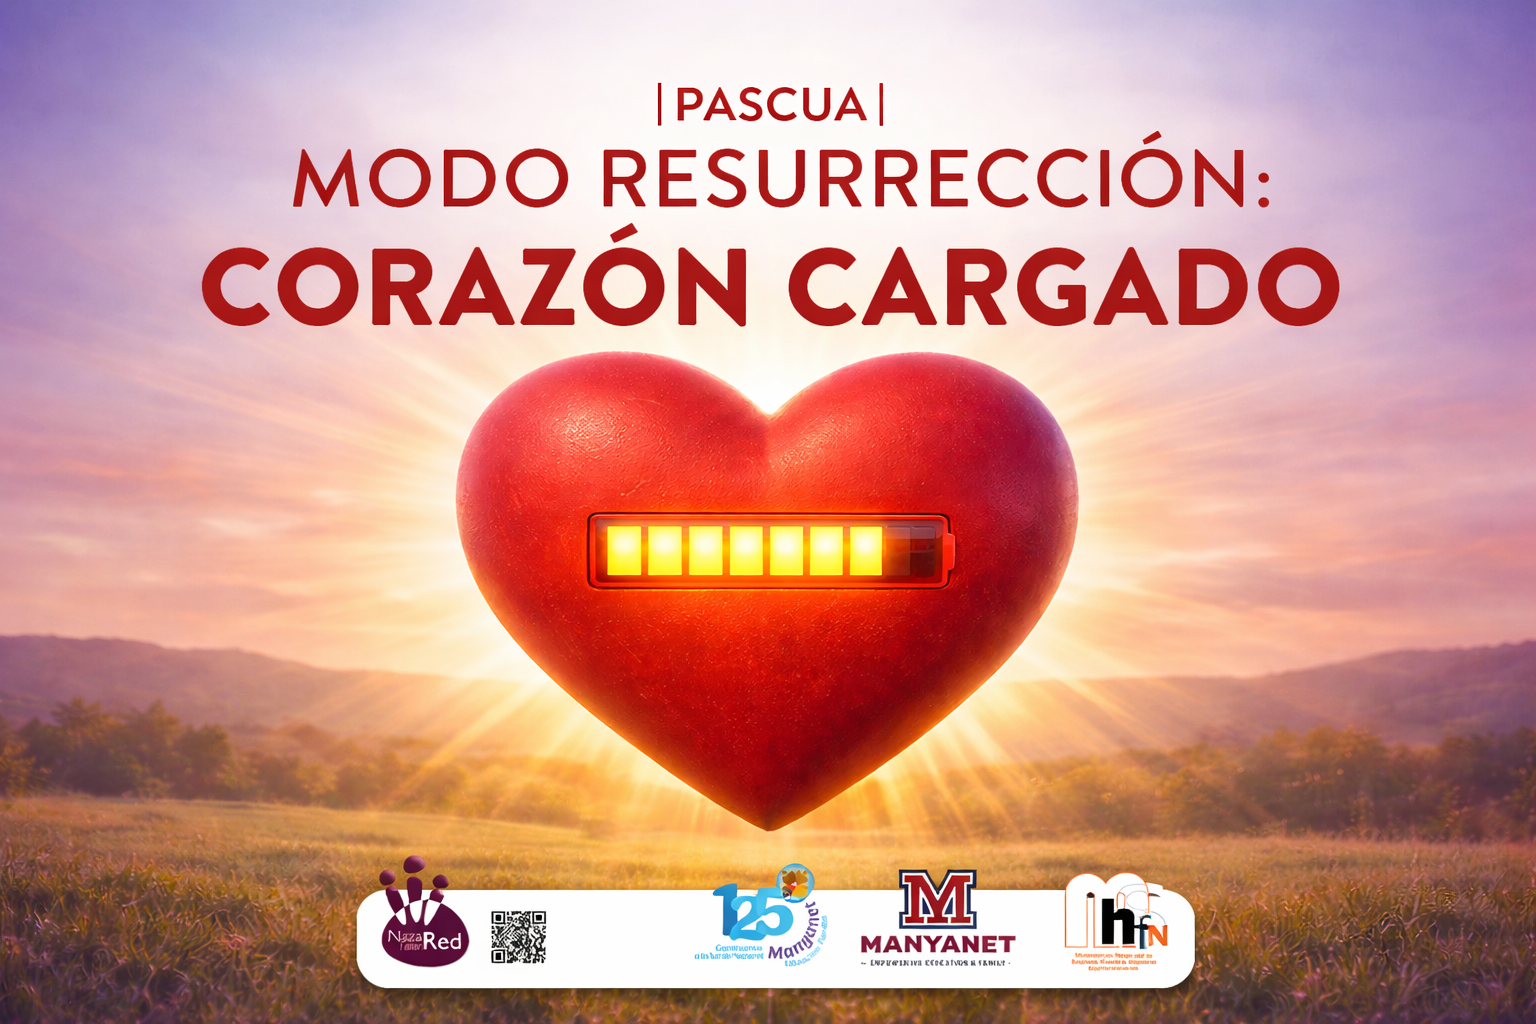 |PASCUA|
MODO RESURRECCIÓN:
CORAZÓN CARGADO
NazaRed
125
Manyanet
M
MANYANET
hfN